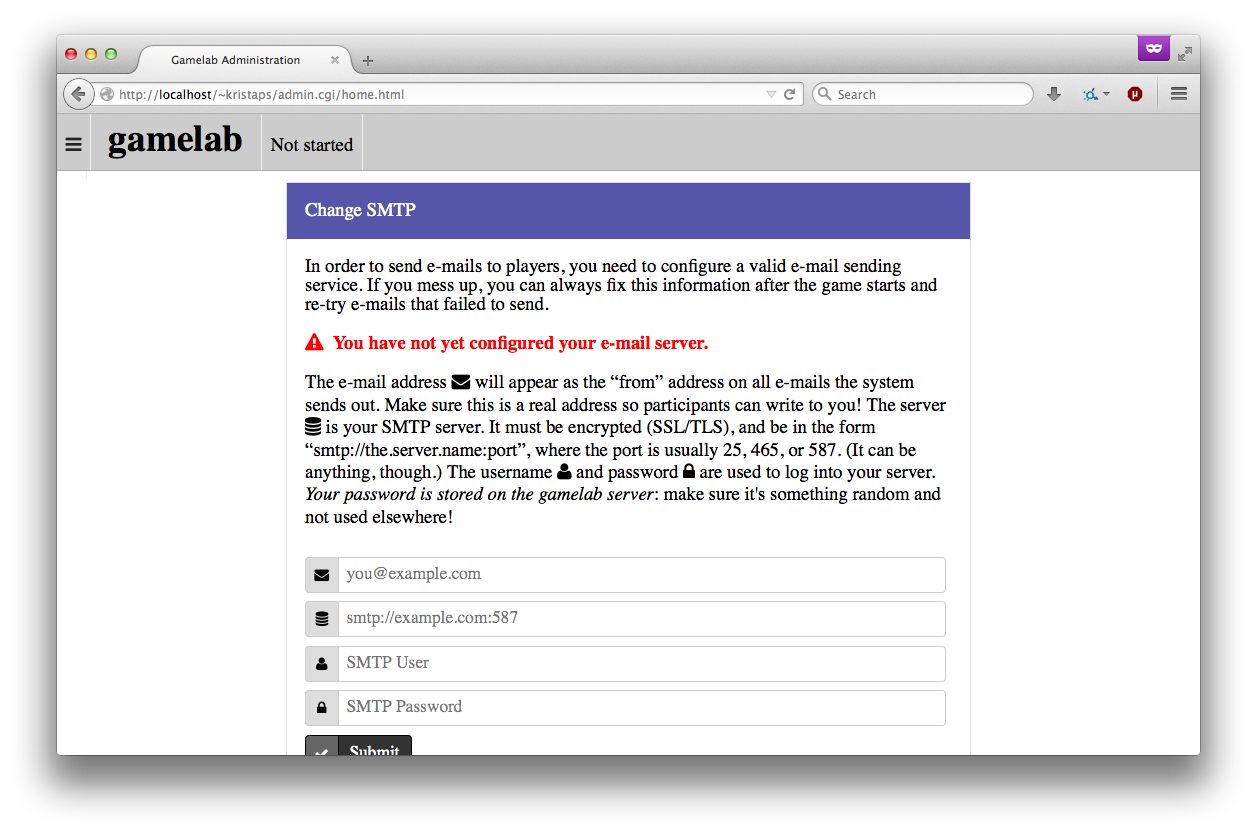 Gamelab Administration
http://localhost/~kristaps/admin.cgi/home.html
Search
gamelab
Not started
Change SMTP
In order to send e-mails to players, you need to configure a valid e-mail sending
service. If you mess up, you can always fix this information after the game starts and
re-try e-mails that failed to send.
You have not yet configured your e-mail server.
The e-mail address will appear as the “from” address on all e-mails the system
sends out. Make sure this is a real address so participants can write to you! The server
is your SMTP server. It must be encrypted (SSL/TLS), and be in the form
“smtp://the.server.name:port”, where the port is usually 25, 465, or 587. (It can be
anything, though.) The username and password are used to log into your server.
Your password is stored on the gamelab server: make sure it's something random and
not used elsewhere!
you@example.com
smtp://example.com:587
SMTP User
SMTP Password
Submit